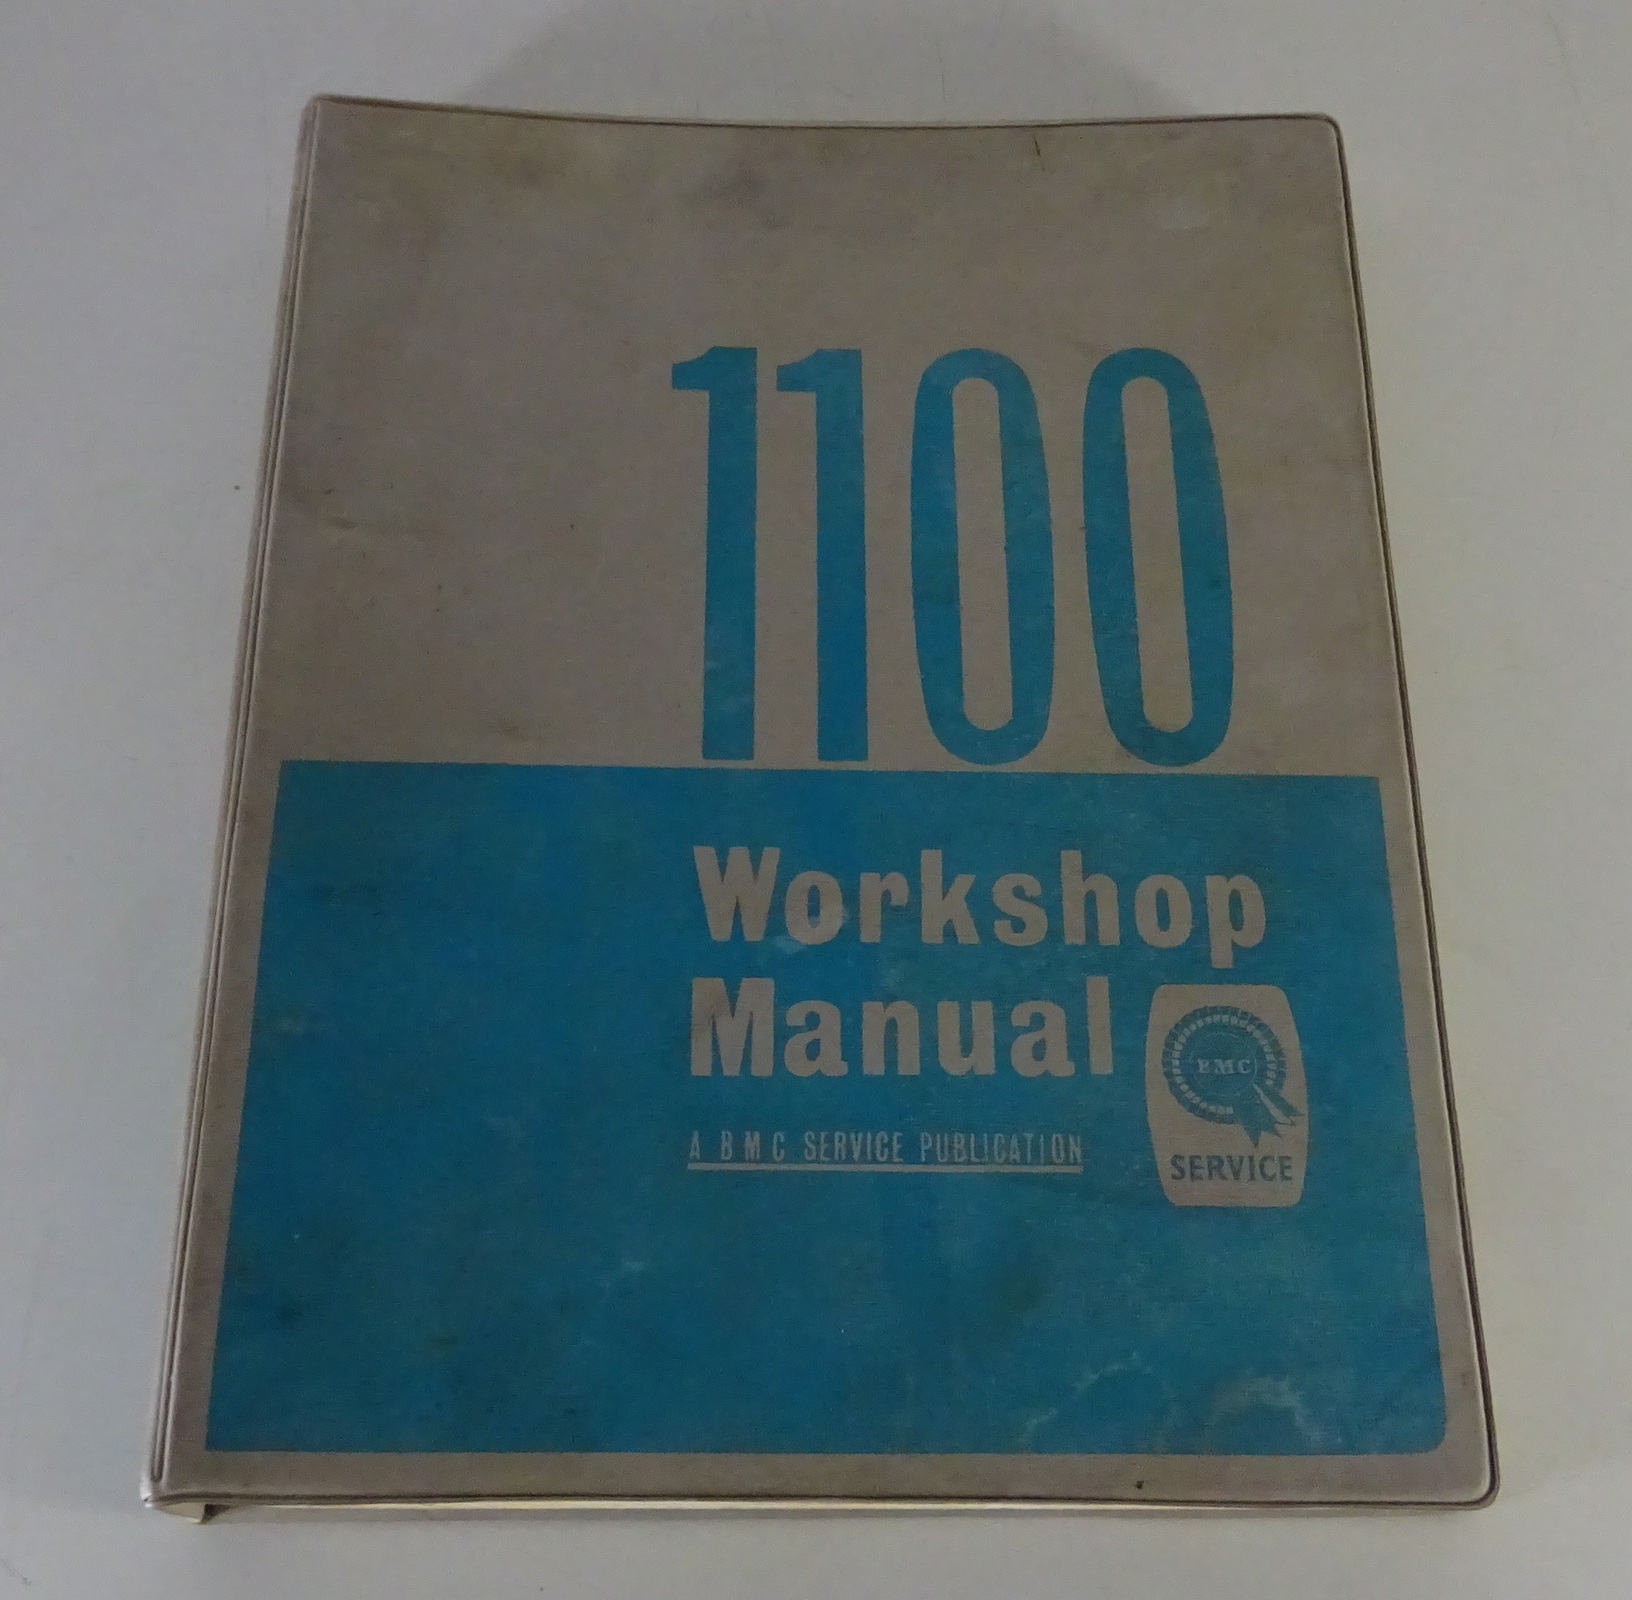 1100
Workshop
Manual
A BMC SERVICE PUBLICATION
BMC
SERVICE